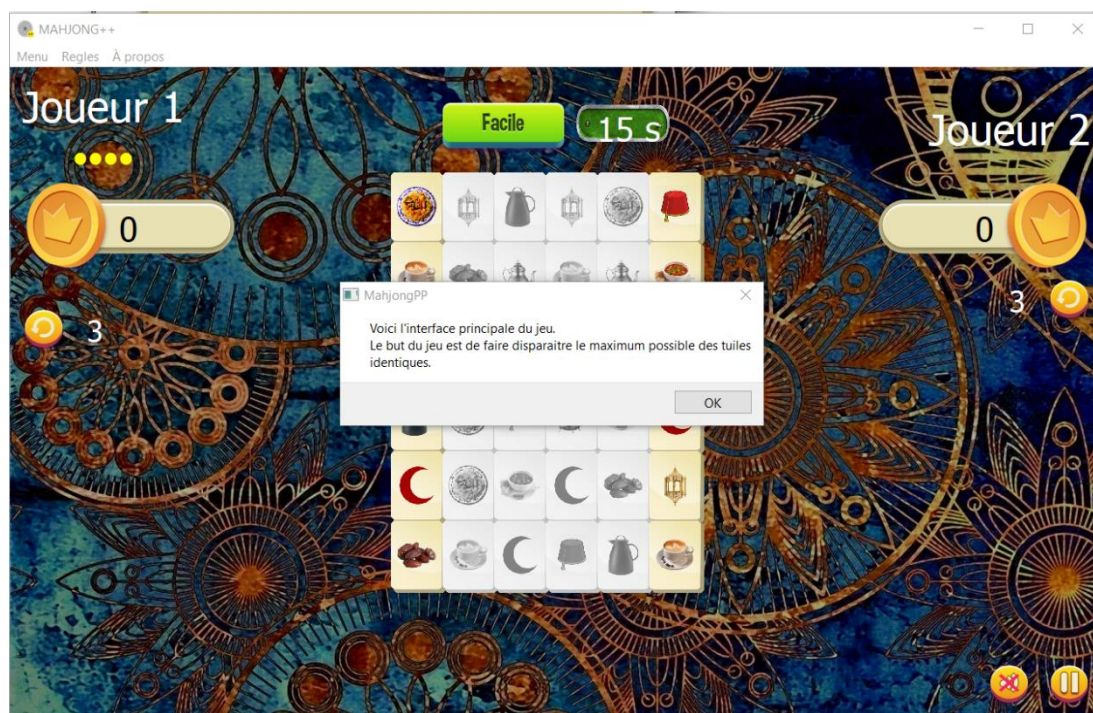 MAHJONG++
Menu Regles À propos
Joueur 1
Facile
15 s
Joueur 2
0
0
3
3
MahjongPP
Voici l'interface principale du jeu.
Le but du jeu est de faire disparaitre le maximum possible des tuiles
identiques.
OK